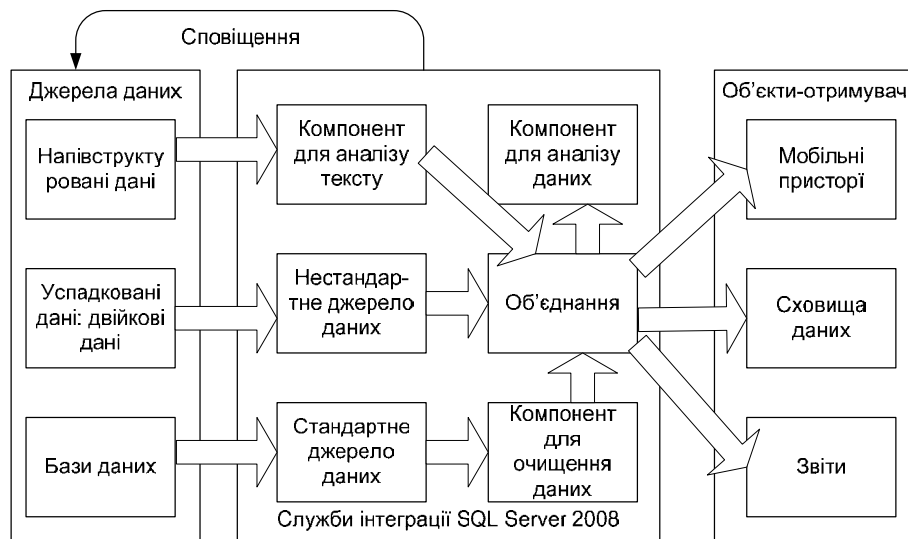 Сповіщення
Джерела даних
Напівструкту
ровані дані
Успадковані
дані: двійкові
дані
Бази даних
Компонент
для аналізу
тексту
Компонент
для аналізу
даних
Нестандар-
тне джерело
даних
Об’єднання
Стандартне
джерело
даних
Компонент
для
очищення
даних
Служби інтеграції SQL Server 2008
Об’єкти-отримувач
Мобільні
присторї
Сховища
даних
Звіти